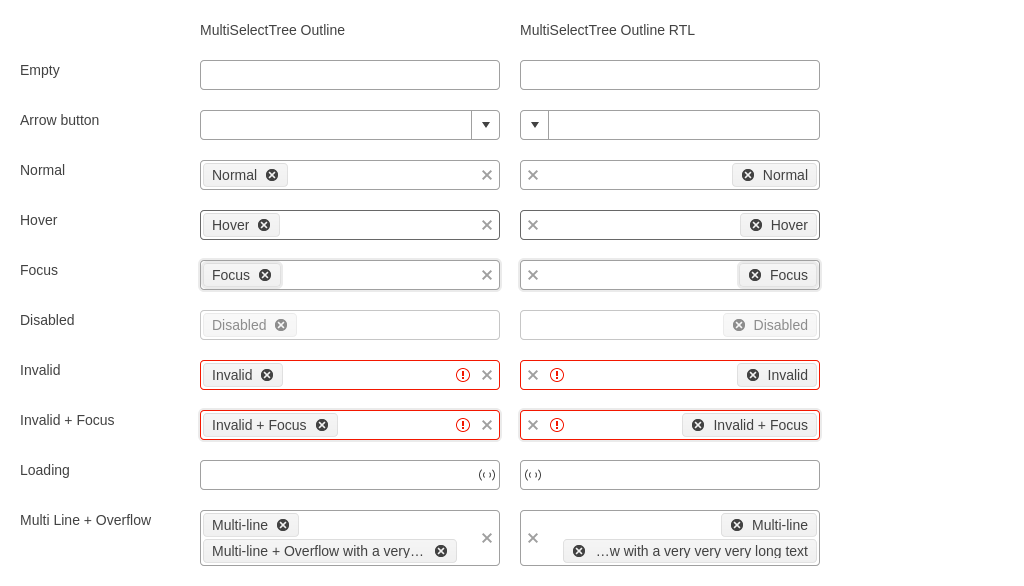 MultiSelectTree Outline
MultiSelectTree Outline RTL
Empty
Arrow button
Normal
Normal
Normal
Hover
Hover
Hover
Focus
Focus
Focus
Disabled
Disabled
Disabled
Invalid
Invalid
Invalid
Invalid + Focus
Invalid + Focus
Invalid + Focus
Loading
Multi Line + Overflow
Multi-line
Multi-line
Multi-line + Overflow with a very…
…w with a very very very long text